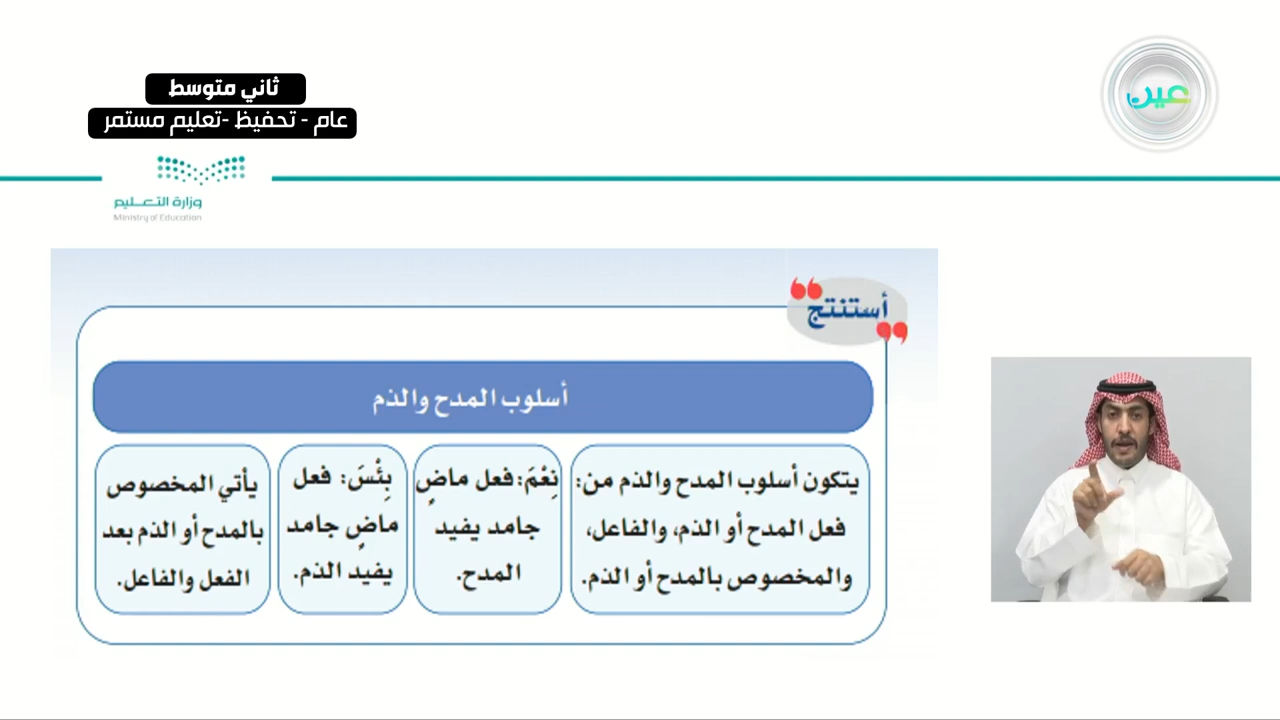 ثاني متوسط
عام - تحفيظ -تعليم مستمر
عين
وزارة التعـــليم
Ministry of Education
أستنتج
أسلوب المدح والذم
يتكون أسلوب المدح والذم من:
فعل المدح أو الذم، والفاعل،
والمخصوص بالمدح أو الذم.
نِعْمَ: فعل ماضٍ
جامد يفيد
المدح.
بِئْسَ: فعل
ماضٍ جامد
يفيد الذم.
يأتي المخصوص
بالمدح أو الذم بعد
الفعل والفاعل.